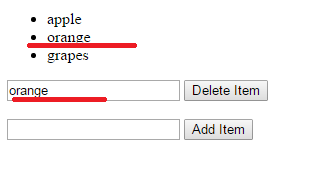 apple
orange
grapes
orange Delete Item
Add Item